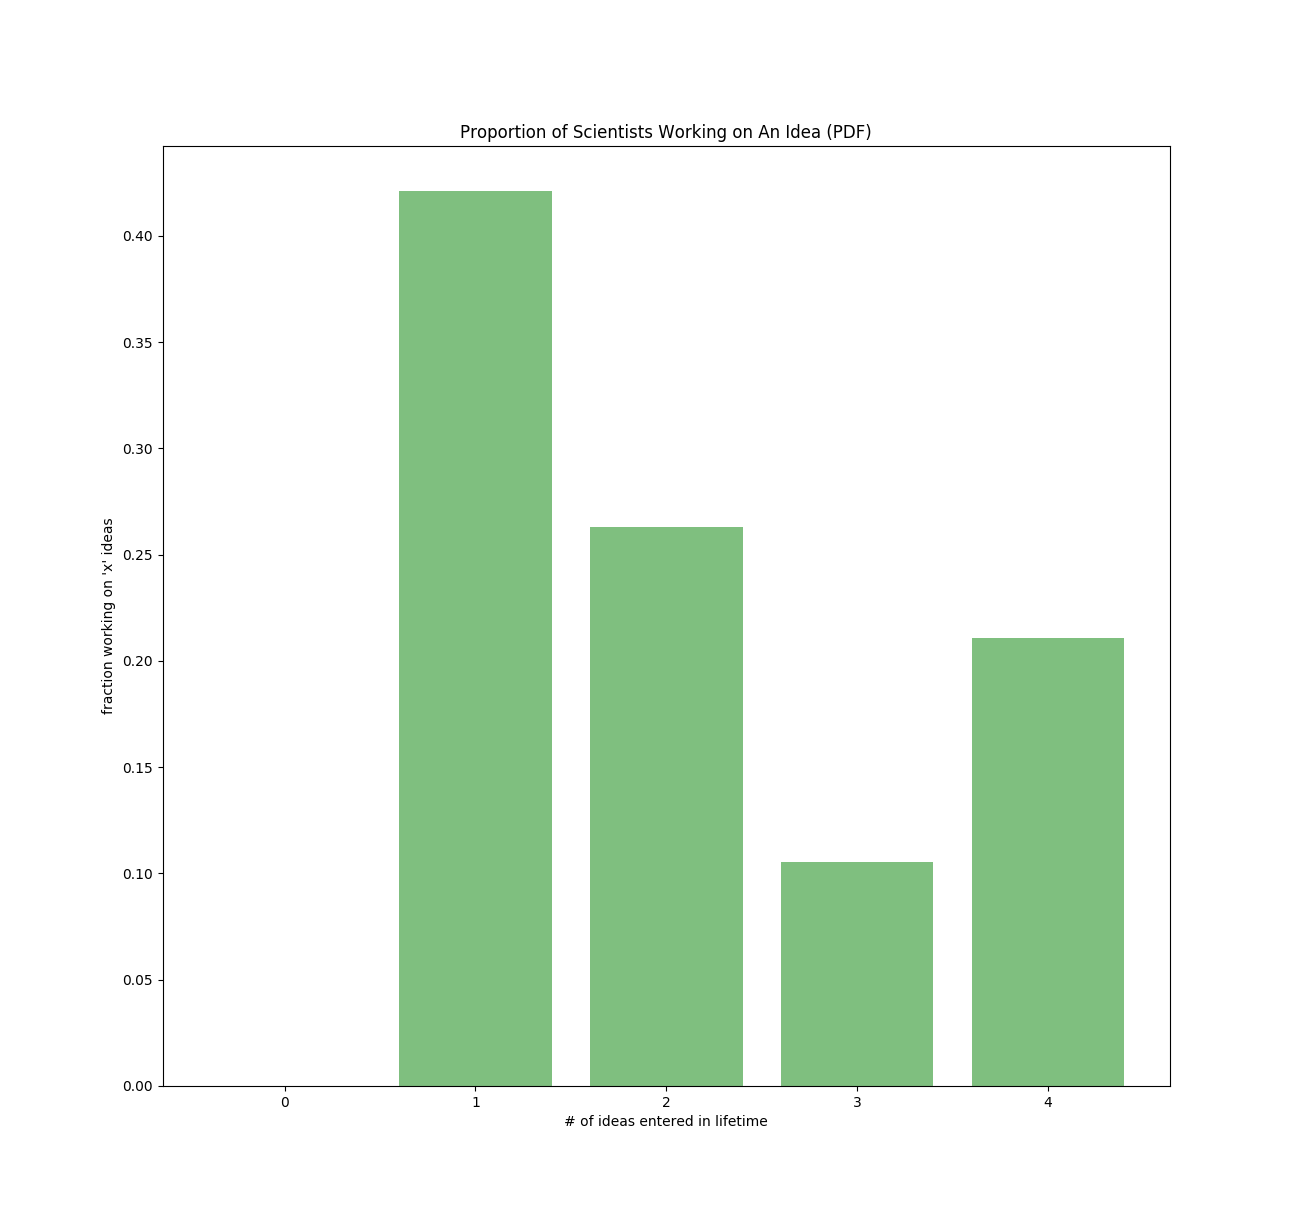 Proportion of Scientists Working on An Idea (PDF)
fraction working on 'x' ideas
0.40
0.35
0.30
0.25
0.20
0.15
0.10
0.05
0.00
0 1 2 3 4
# of ideas entered in lifetime